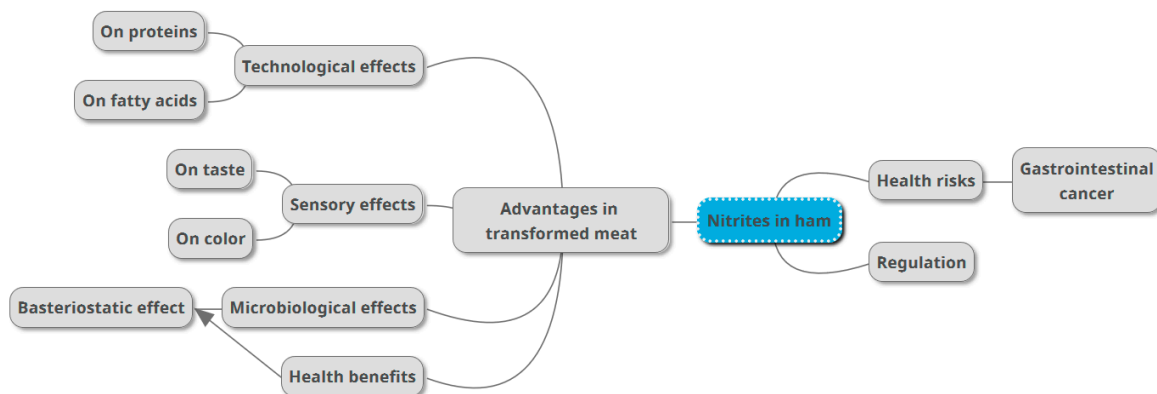 On proteins
Technological effects
On fatty acids
On taste
Sensory effects
On color
Advantages in
transformed meat
Basteriostatic effect
Microbiological effects
Health benefits
Nitrites in ham
Health risks
Gastrointestinal
cancer
Regulation